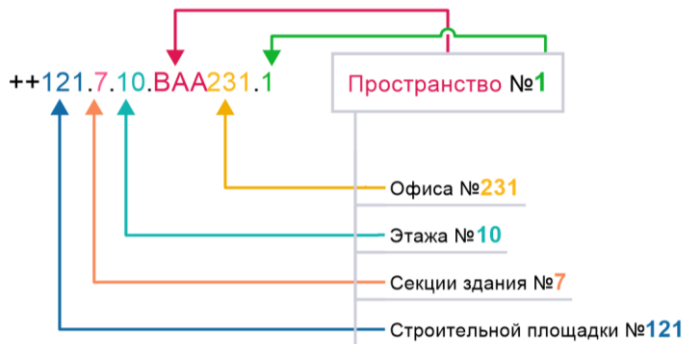 ++121.7.10.BAA231.1
Пространство №1
Офиса №231
Этажа №10
Секции здания №7
Строительной площадки №121